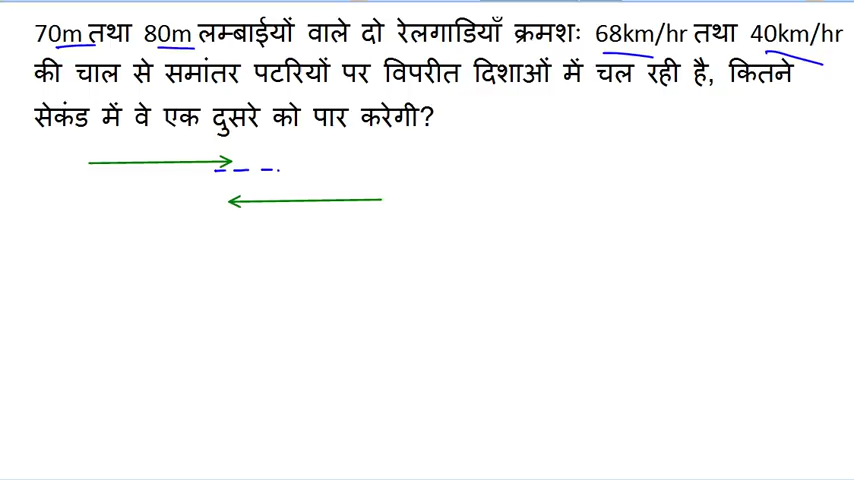 70m तथा 80m लम्बाईयों वाले दो रेलगाडियाँ क्रमशः 68km/hr तथा 40km/hr
की चाल से समांतर पटरियों पर विपरीत दिशाओं में चल रही है, कितने
सेकंड में वे एक दुसरे को पार करेगी?